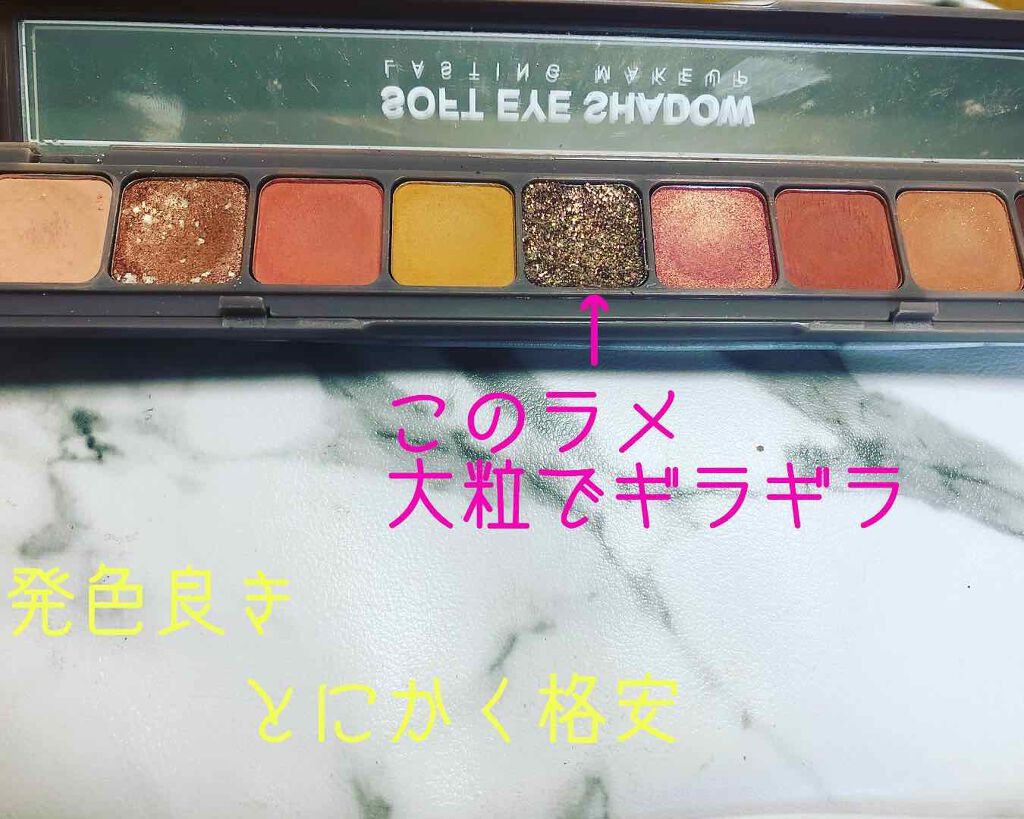 LASTING MAKEUP
SOFT EYE SHADOW
このラメ
大粒でギラギラ
発色良き
とにかく格安